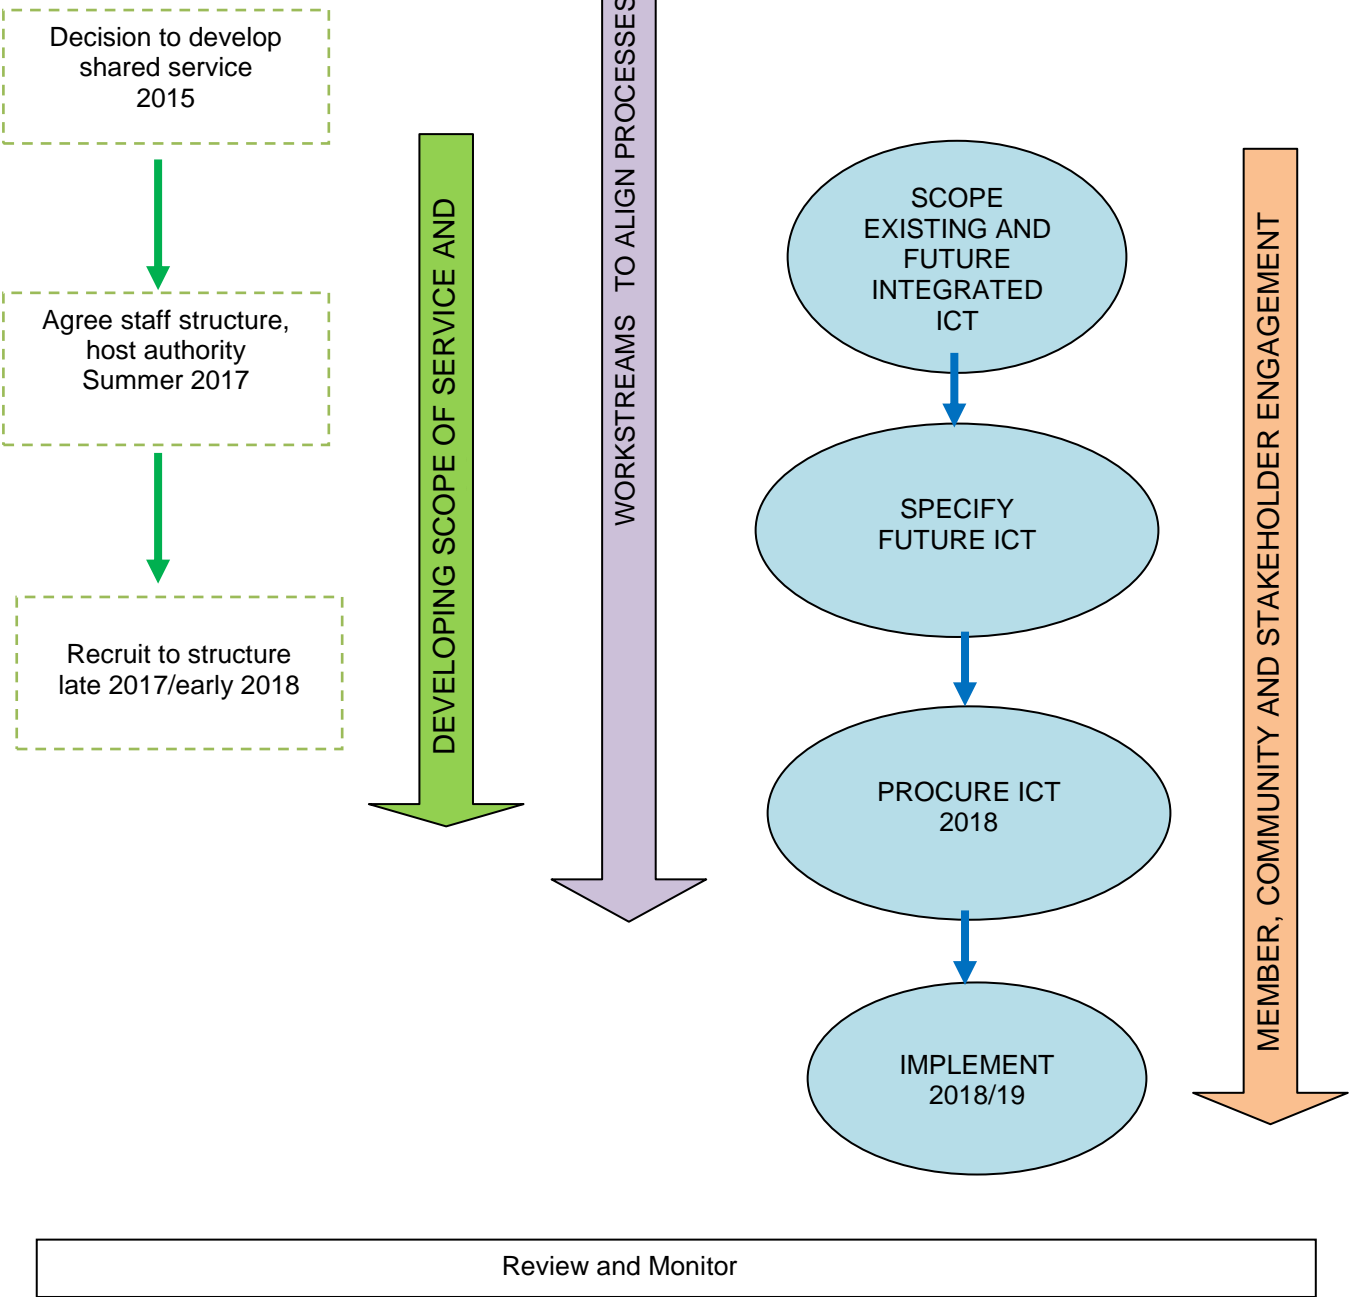 Decision to develop
shared service
2015
Agree staff structure,
host authority
Summer 2017
Recruit to structure
late 2017/early 2018
DEVELOPING SCOPE OF SERVICE AND
WORKSTREAMS TO ALIGN PROCESSES
SCOPE
EXISTING AND
FUTURE
INTEGRATED
ICT
SPECIFY
FUTURE ICT
PROCURE ICT
2018
IMPLEMENT
2018/19
MEMBER, COMMUNITY AND STAKEHOLDER ENGAGEMENT
Review and Monitor